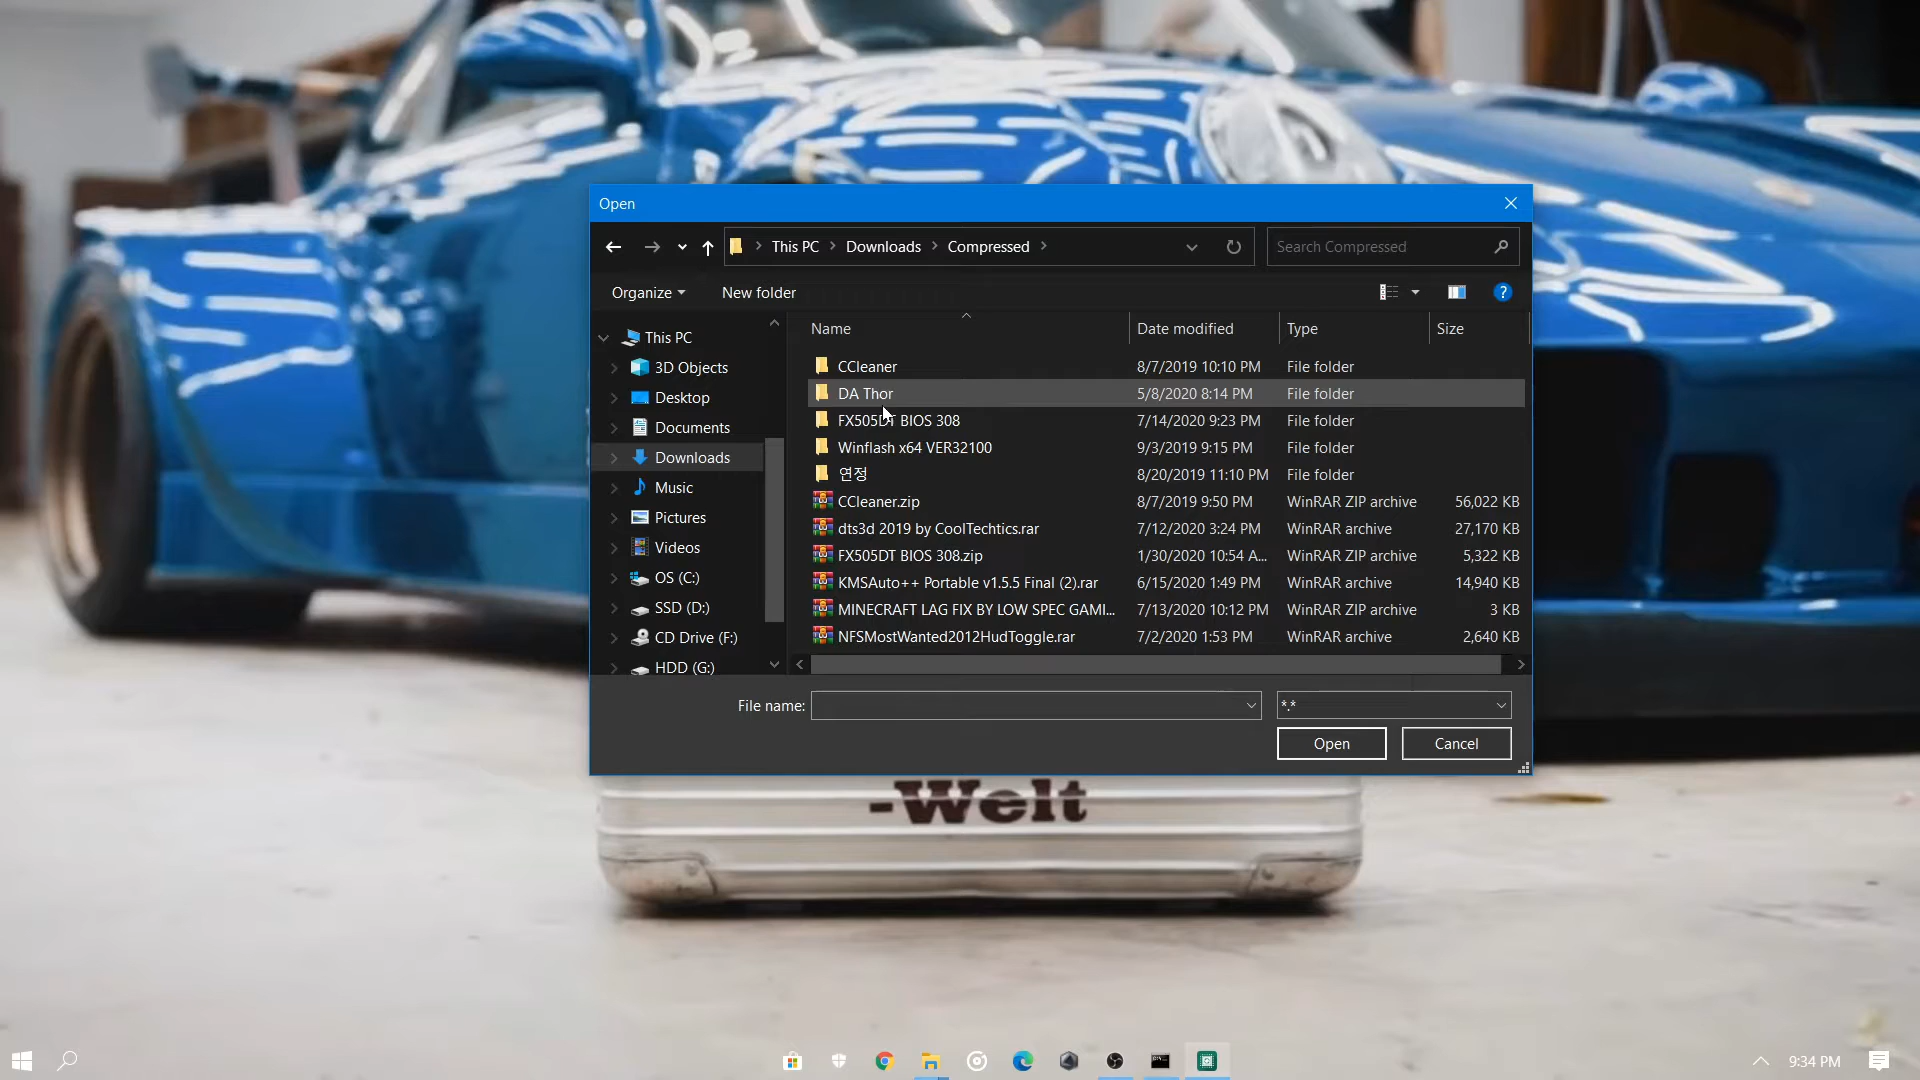 Open
This PC
Downloads
Compressed
Search Compressed
Organize
New folder
?
This PC
3D Objects
Desktop
Documents
Downloads
Music
Pictures
Videos
OS (C:)
SSD (D:)
CD Drive (F:)
HDD (G:)
Name Date modified Type Size
CCleaner 8/7/2019 10:10 PM File folder
DA Thor 5/8/2020 8:14 PM File folder
FX505DT BIOS 308 7/14/2020 9:23 PM File folder
Winflash x64 VER32100 9/3/2019 9:15 PM File folder
연정 8/20/2019 11:10 PM File folder
CCleaner.zip 8/7/2019 9:50 PM WinRAR ZIP archive 56,022 KB
dts3d 2019 by CoolTechtics.rar 7/12/2020 3:24 PM WinRAR archive 27,170 KB
FX505DT BIOS 308.zip 1/30/2020 10:54 A... WinRAR ZIP archive 5,322 KB
KMSAuto++ Portable v1.5.5 Final (2).rar 6/15/2020 1:49 PM WinRAR archive 14,940 KB
MINECRAFT LAG FIX BY LOW SPEC GAMI... 7/13/2020 10:12 PM WinRAR ZIP archive 3 KB
NFSMostWanted2012HudToggle.rar 7/2/2020 1:53 PM WinRAR archive 2,640 KB
File name:
*.*
Open
Cancel
-Welt
9:34 PM